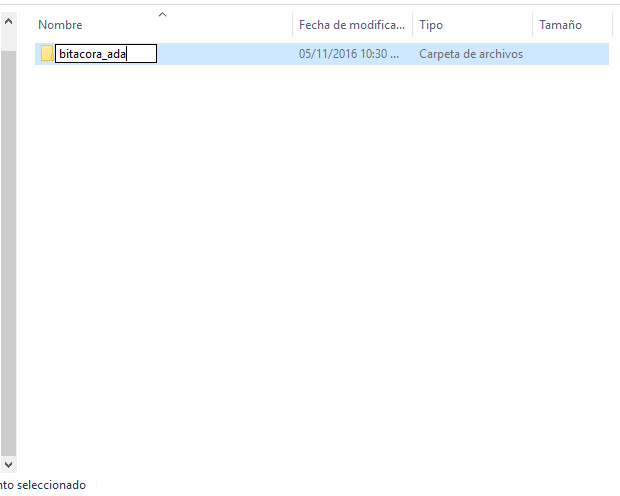 Nombre Fecha de modifica... Tipo Tamaño
bitacora_ada 05/11/2016 10:30 ... Carpeta de archivos
nto seleccionado